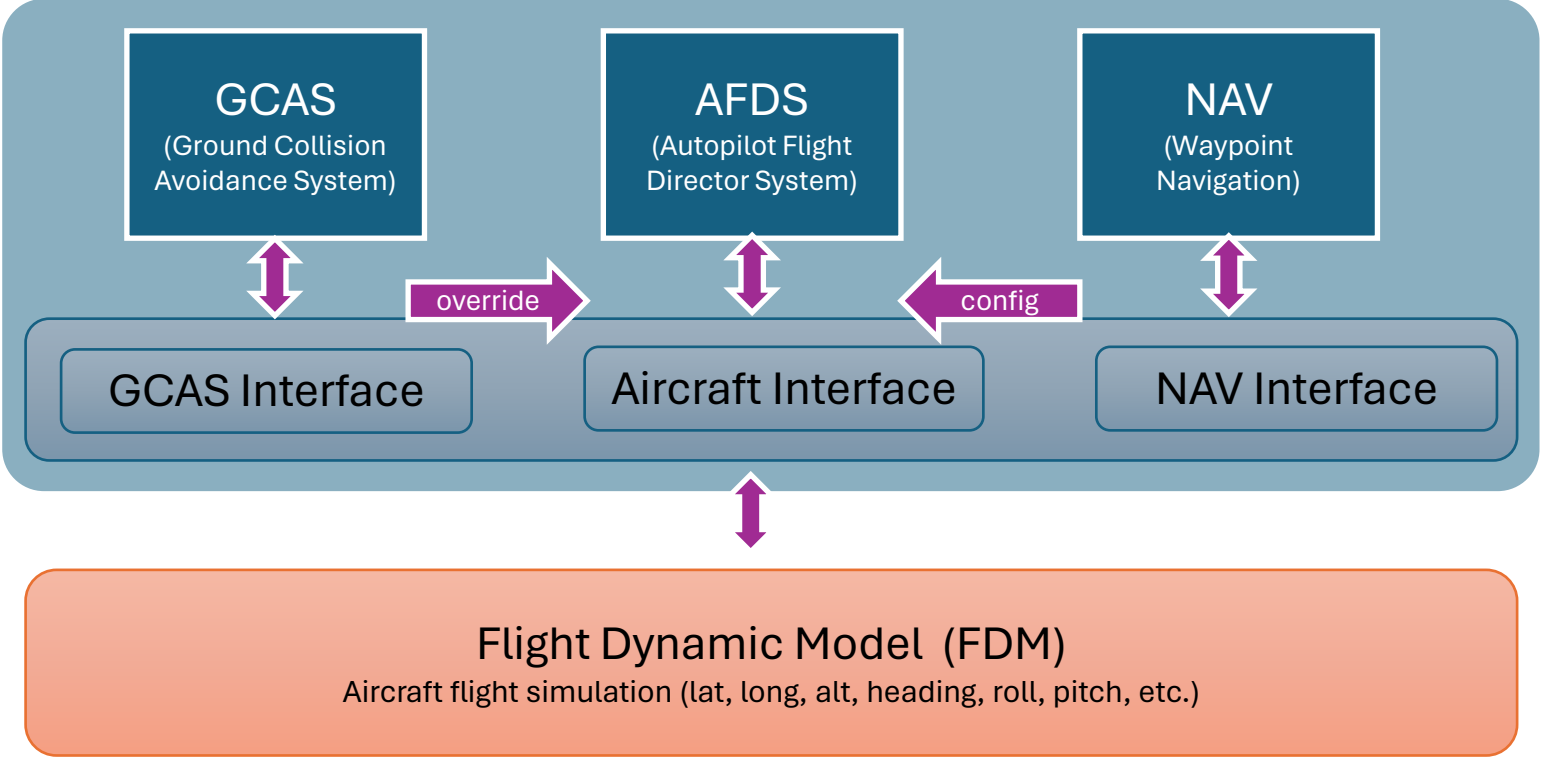 GCAS
(Ground Collision
Avoidance System)
AFDS
(Autopilot Flight
Director System)
NAV
(Waypoint
Navigation)
override
config
GCAS Interface
Aircraft Interface
NAV Interface
Flight Dynamic Model (FDM)
Aircraft flight simulation (lat, long, alt, heading, roll, pitch, etc.)